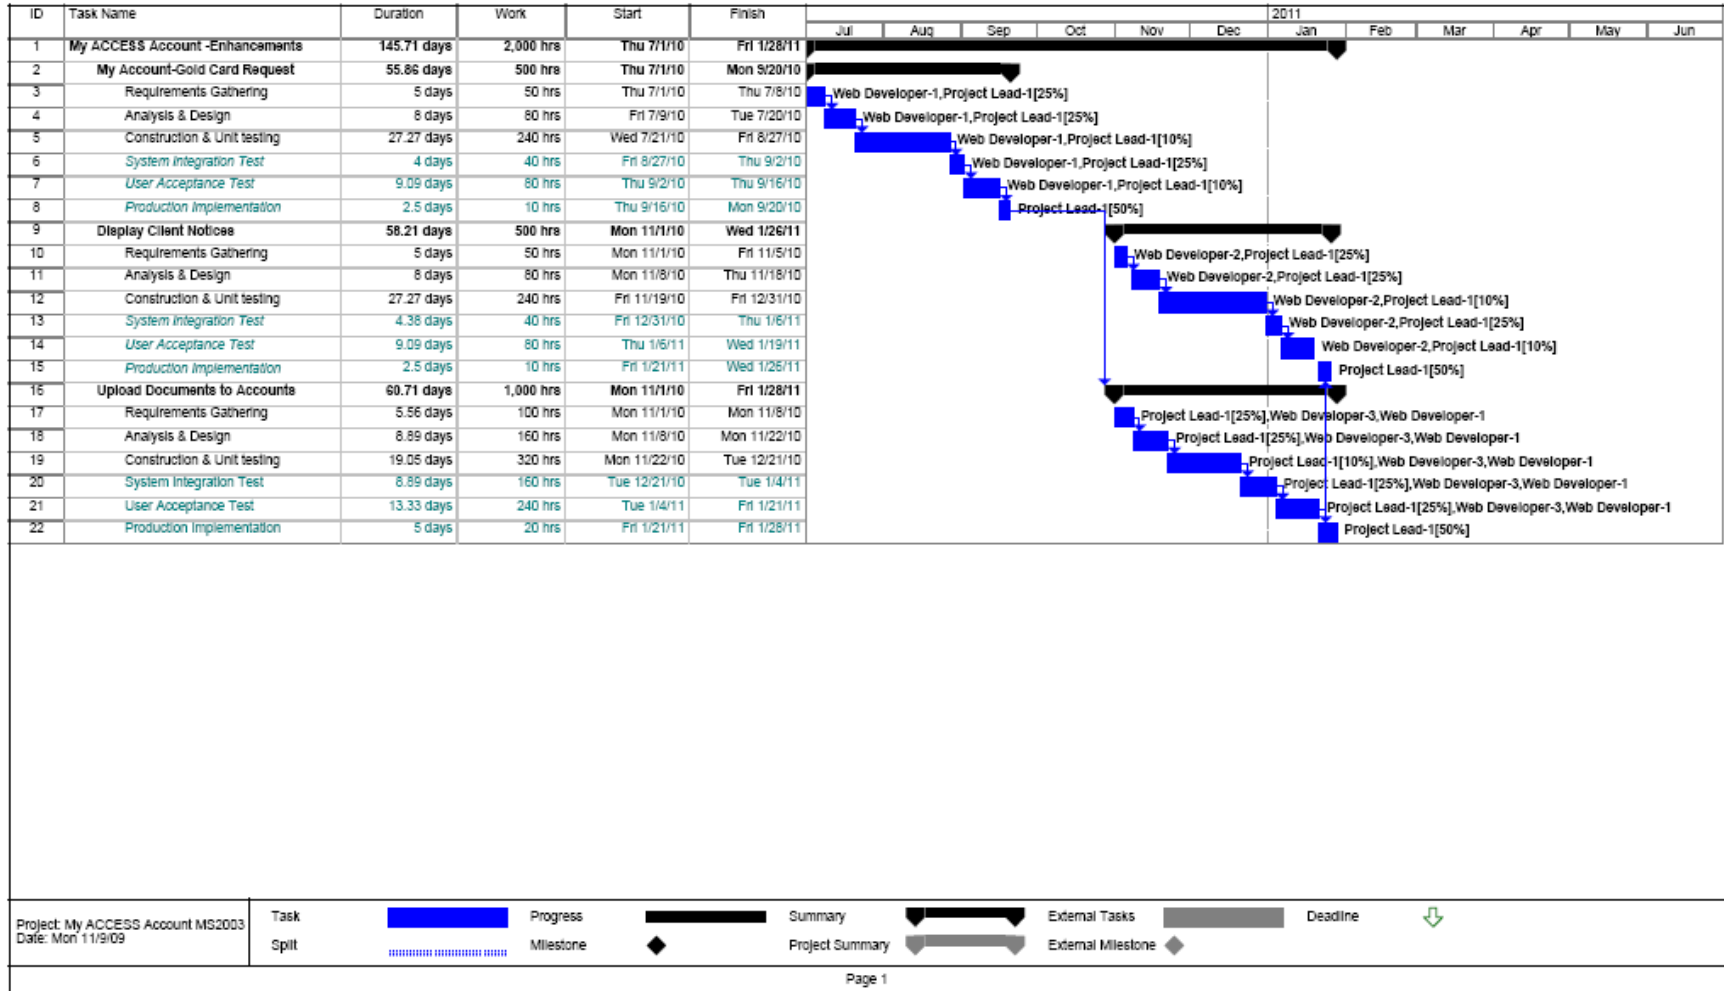 ID Task Name Duration Work Start Finish 2011
Jul Aug Sep Oct Nov Dec Jan Feb Mar Apr May Jun
1 My ACCESS Account -Enhancements 145.71 days 2,000 hrs Thu 7/1/10 Fri 1/28/11
2 My Account-Gold Card Request 55.86 days 500 hrs Thu 7/1/10 Mon 9/20/10
3 Requirements Gathering 5 days 50 hrs Thu 7/1/10 Thu 7/8/10 Web Developer-1,Project Lead-1[25%]
4 Analysis & Design 8 days 80 hrs Fri 7/9/10 Tue 7/20/10 Web Developer-1,Project Lead-1[25%]
5 Construction & Unit testing 27.27 days 240 hrs Wed 7/21/10 Fri 8/27/10 Web Developer-1,Project Lead-1[10%]
6 System Integration Test 4 days 40 hrs Fri 8/27/10 Thu 9/2/10 Web Developer-1,Project Lead-1[25%]
7 User Acceptance Test 9.09 days 80 hrs Thu 9/2/10 Thu 9/16/10 Web Developer-1,Project Lead-1[10%]
8 Production Implementation 2.5 days 10 hrs Thu 9/16/10 Mon 9/20/10 Project Lead-1[50%]
9 Display Client Notices 58.21 days 500 hrs Mon 11/1/10 Wed 1/26/11
10 Requirements Gathering 5 days 50 hrs Mon 11/1/10 Fri 11/5/10 Web Developer-2,Project Lead-1[25%]
11 Analysis & Design 8 days 80 hrs Mon 11/8/10 Thu 11/18/10 Web Developer-2,Project Lead-1[25%]
12 Construction & Unit testing 27.27 days 240 hrs Fri 11/19/10 Fri 12/31/10 Web Developer-2,Project Lead-1[10%]
13 System Integration Test 4.38 days 40 hrs Fri 12/31/10 Thu 1/6/11 Web Developer-2,Project Lead-1[25%]
14 User Acceptance Test 9.09 days 80 hrs Thu 1/6/11 Wed 1/19/11 Web Developer-2,Project Lead-1[10%]
15 Production Implementation 2.5 days 10 hrs Fri 1/21/11 Wed 1/26/11 Project Lead-1[50%]
16 Upload Documents to Accounts 60.71 days 1,000 hrs Mon 11/1/10 Fri 1/28/11
17 Requirements Gathering 5.56 days 100 hrs Mon 11/1/10 Mon 11/8/10 Project Lead-1[25%],Web Developer-3,Web Developer-1
18 Analysis & Design 8.89 days 160 hrs Mon 11/8/10 Mon 11/22/10 Project Lead-1[25%],Web Developer-3,Web Developer-1
19 Construction & Unit testing 19.05 days 320 hrs Mon 11/22/10 Tue 12/21/10 Project Lead-1[10%],Web Developer-3,Web Developer-1
20 System Integration Test 8.89 days 160 hrs Tue 12/21/10 Tue 1/4/11 Project Lead-1[25%],Web Developer-3,Web Developer-1
21 User Acceptance Test 13.33 days 240 hrs Tue 1/4/11 Fri 1/21/11 Project Lead-1[25%],Web Developer-3,Web Developer-1
22 Production Implementation 5 days 20 hrs Fri 1/21/11 Fri 1/28/11 Project Lead-1[50%]
Project: My ACCESS Account MS2003
Date: Mon 11/9/09
Task Progress Summary External Tasks Deadline
Split Milestone Project Summary External Milestone
Page 1